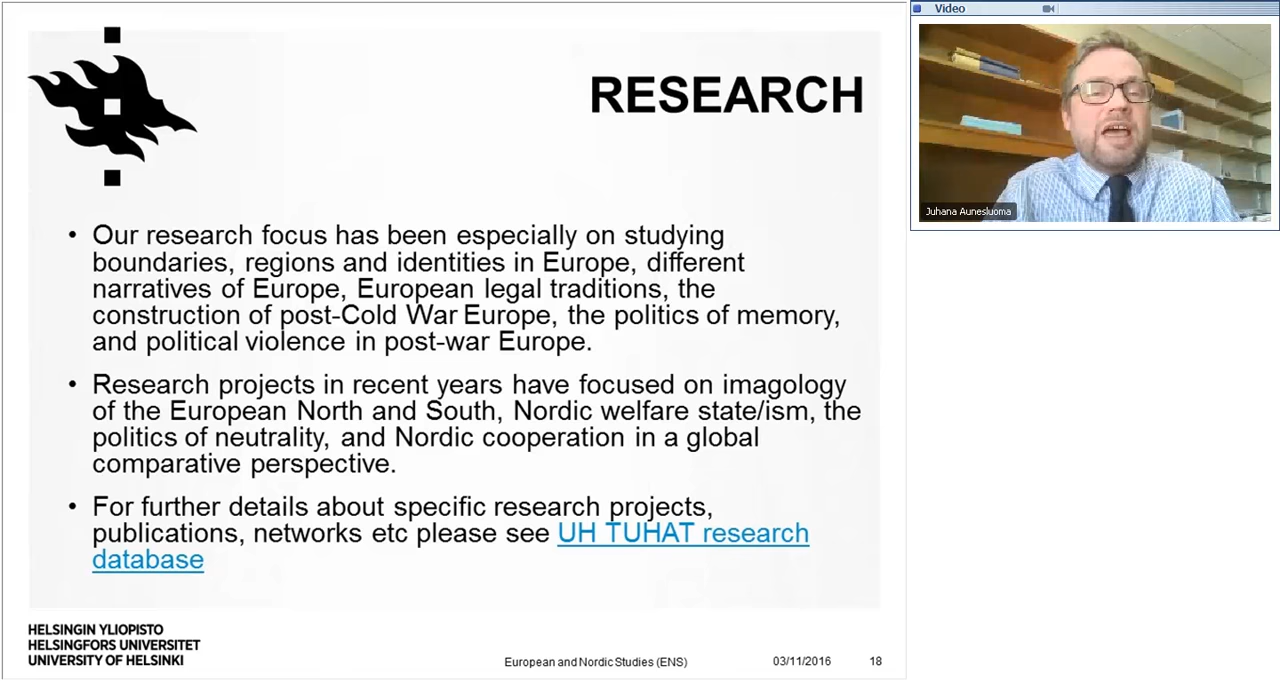 RESEARCH
• Our research focus has been especially on studying
boundaries, regions and identities in Europe, different
narratives of Europe, European legal traditions, the
construction of post-Cold War Europe, the politics of memory,
and political violence in post-war Europe.
• Research projects in recent years have focused on imagology
of the European North and South, Nordic welfare state/ism, the
politics of neutrality, and Nordic cooperation in a global
comparative perspective.
• For further details about specific research projects,
publications, networks etc please see UH TUHAT research
database
HELSINGIN YLIOPISTO
HELSINGFORS UNIVERSITET
UNIVERSITY OF HELSINKI
European and Nordic Studies (ENS)
03/11/2016
18
Video
Juhana Aunesluoma